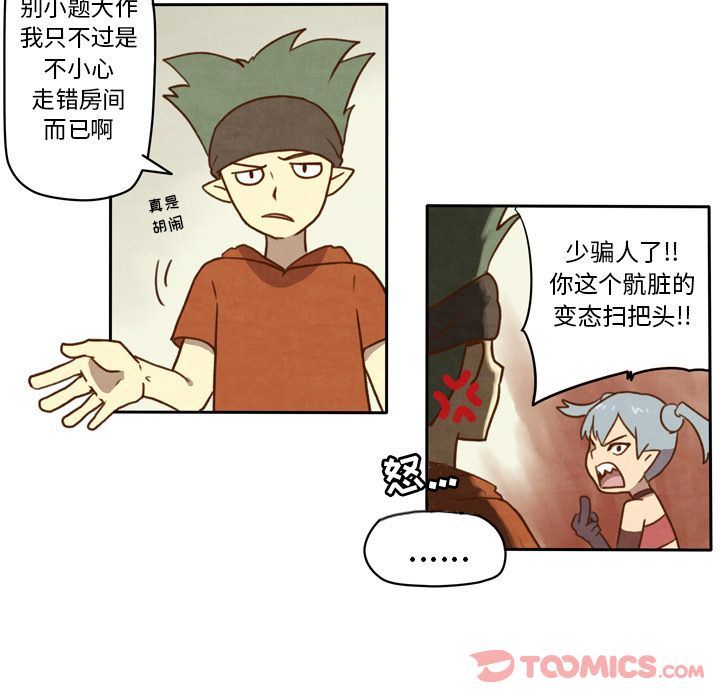 别小题大作
我只不过是
不小心
走错房间
而已啊
真是
胡闹
少骗人了!!
你这个肮脏的
变态扫把头!!
怒...
……
TOOMICS.COM